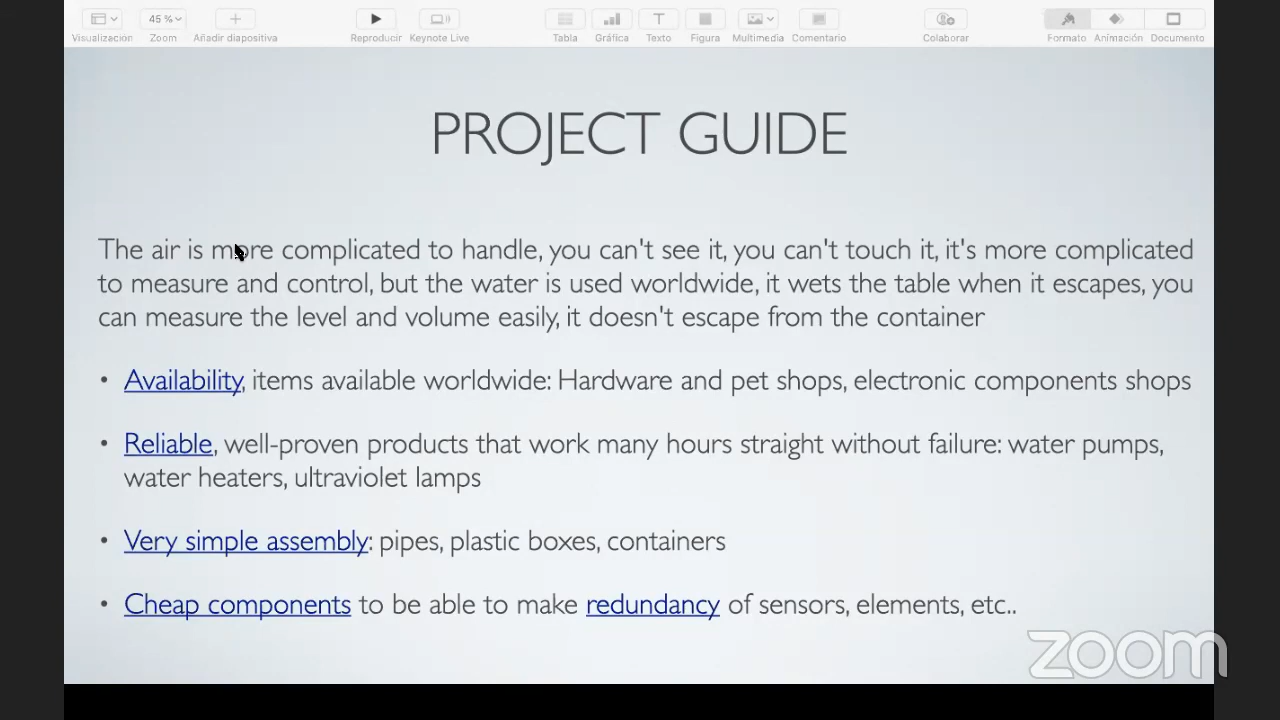 45 %
Visualización Zoom Añadir diapositiva Reproducir Keynote Live Tabla Gráfica Texto Figura Multimedia Comentario Colaborar Formato Animación Documento
PROJECT GUIDE
The air is more complicated to handle, you can't see it, you can't touch it, it's more complicated
to measure and control, but the water is used worldwide, it wets the table when it escapes, you
can measure the level and volume easily, it doesn't escape from the container
• Availability, items available worldwide: Hardware and pet shops, electronic components shops
• Reliable, well-proven products that work many hours straight without failure: water pumps,
water heaters, ultraviolet lamps
• Very simple assembly: pipes, plastic boxes, containers
• Cheap components to be able to make redundancy of sensors, elements, etc..
zoom